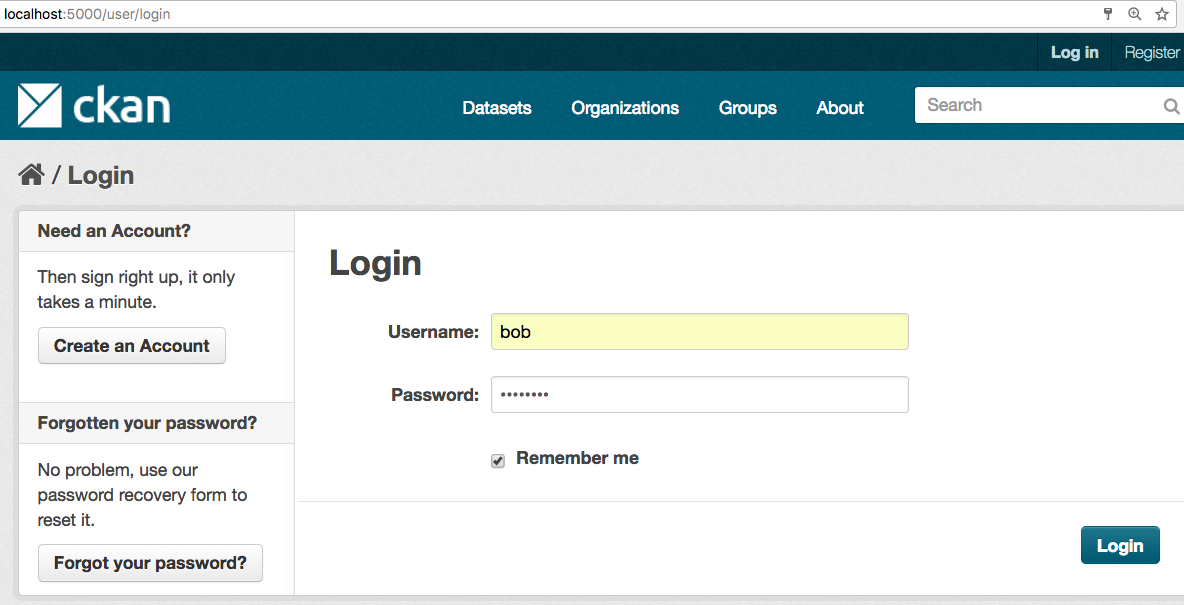 localhost:5000/user/login
Log in Register
ckan Datasets Organizations Groups About Search
/ Login
Need an Account?
Then sign right up, it only
takes a minute.
Create an Account
Forgotten your password?
No problem, use our
password recovery form to
reset it.
Forgot your password?
Login
Username: bob
Password: ••••••••
Remember me
Login